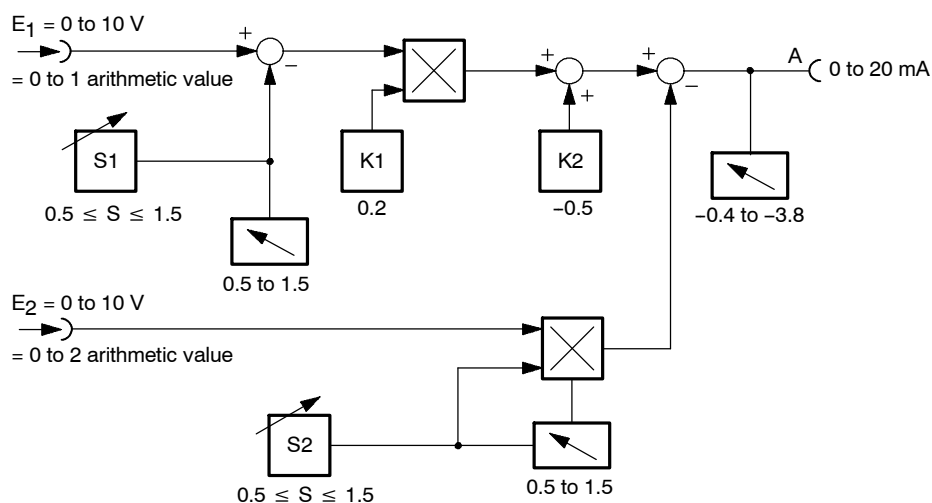 E1 = 0 to 10 V
= 0 to 1 arithmetic value
+
−
+
+
+
−
A
0 to 20 mA
S1
0.5 ≤ S ≤ 1.5
K1
0.2
K2
−0.5
−0.4 to −3.8
0.5 to 1.5
E2 = 0 to 10 V
= 0 to 2 arithmetic value
S2
0.5 ≤ S ≤ 1.5
0.5 to 1.5